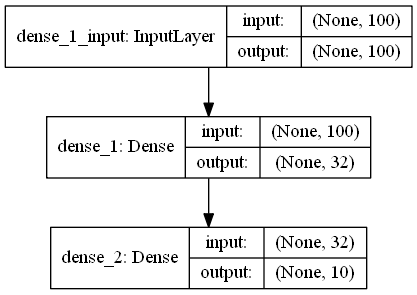 dense_1_input: InputLayer
input: (None, 100)
output: (None, 100)
dense_1: Dense
input: (None, 100)
output: (None, 32)
dense_2: Dense
input: (None, 32)
output: (None, 10)